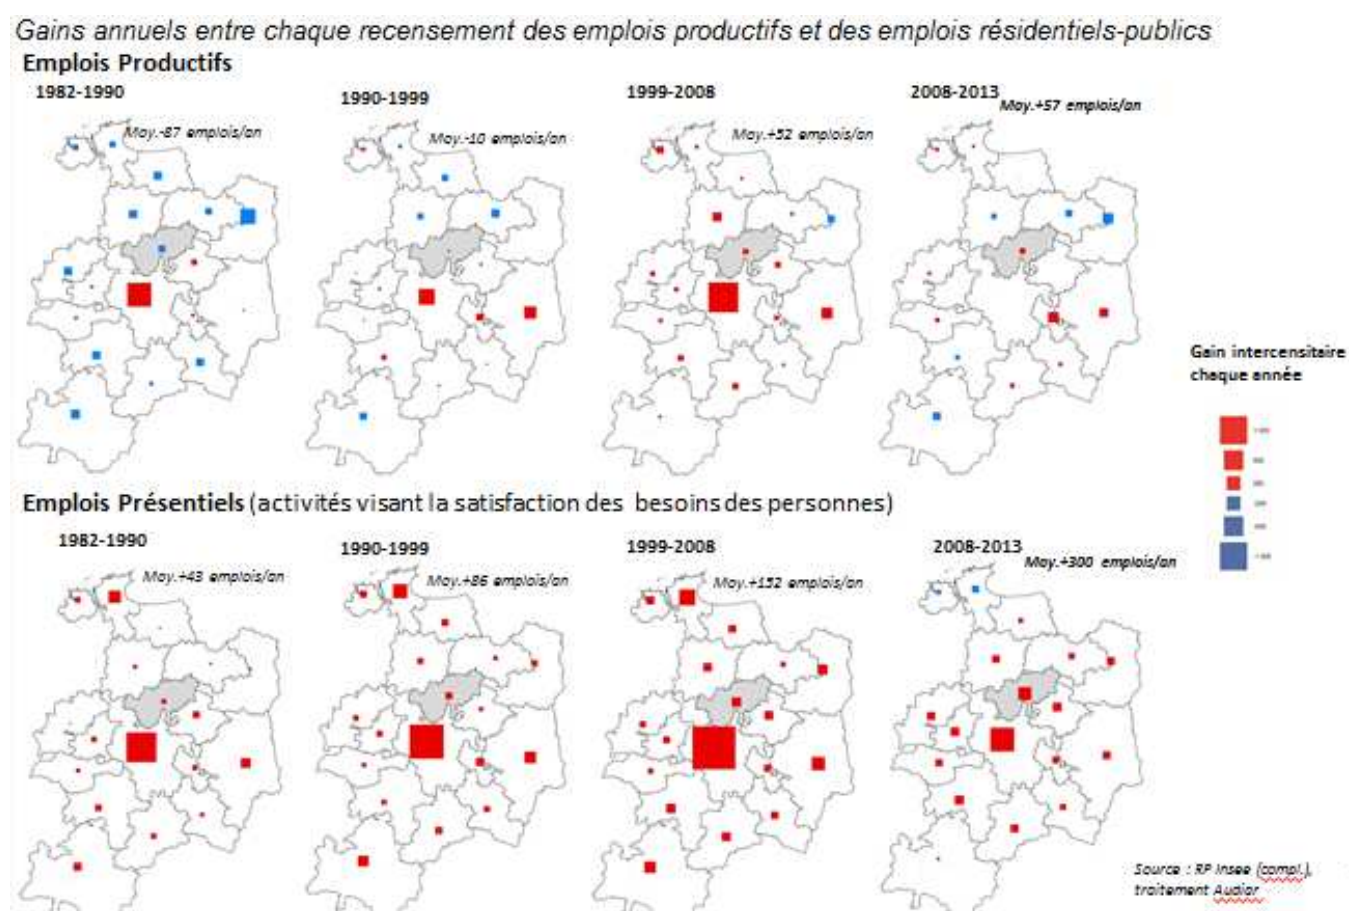 Gains annuels entre chaque recensement des emplois productifs et des emplois résidentiels-publics
Emplois Productifs
1982-1990
Moy.-87 emplois/an
1990-1999
Moy.-10 emplois/an
1999-2008
Moy.+52 emplois/an
2008-2013
Moy.+57 emplois/an
Gain intercensitaire
chaque année
Emplois Présentiels (activités visant la satisfaction des besoins des personnes)
1982-1990
Moy.+43 emplois/an
1990-1999
Moy.+86 emplois/an
1999-2008
Moy.+152 emplois/an
2008-2013
Moy.+300 emplois/an
Source : RP Insee (compl.),
traitement Audiar